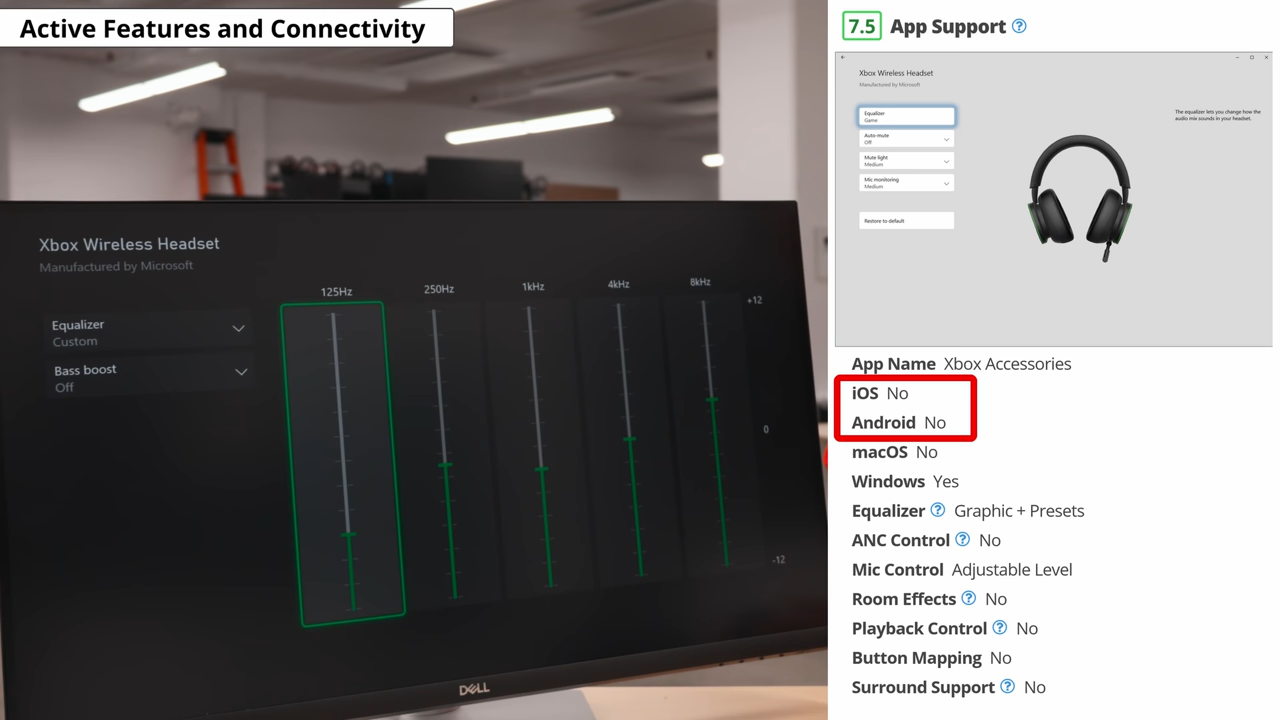 Active Features and Connectivity
Xbox Wireless Headset
Manufactured by Microsoft
Equalizer
Custom
Bass boost
Off
125Hz
250Hz
1kHz
4kHz
8kHz
+12
0
-12
DELL
7.5 App Support ?
Xbox Wireless Headset
Manufactured by Microsoft
Equalizer
Game
Auto-mute
Off
Mute light
Medium
Mic monitoring
Medium
Restore to default
The equalizer lets you change how the
audio mix sounds in your headset.
App Name Xbox Accessories
iOS No
Android No
macOS No
Windows Yes
Equalizer ? Graphic + Presets
ANC Control ? No
Mic Control Adjustable Level
Room Effects ? No
Playback Control ? No
Button Mapping No
Surround Support ? No